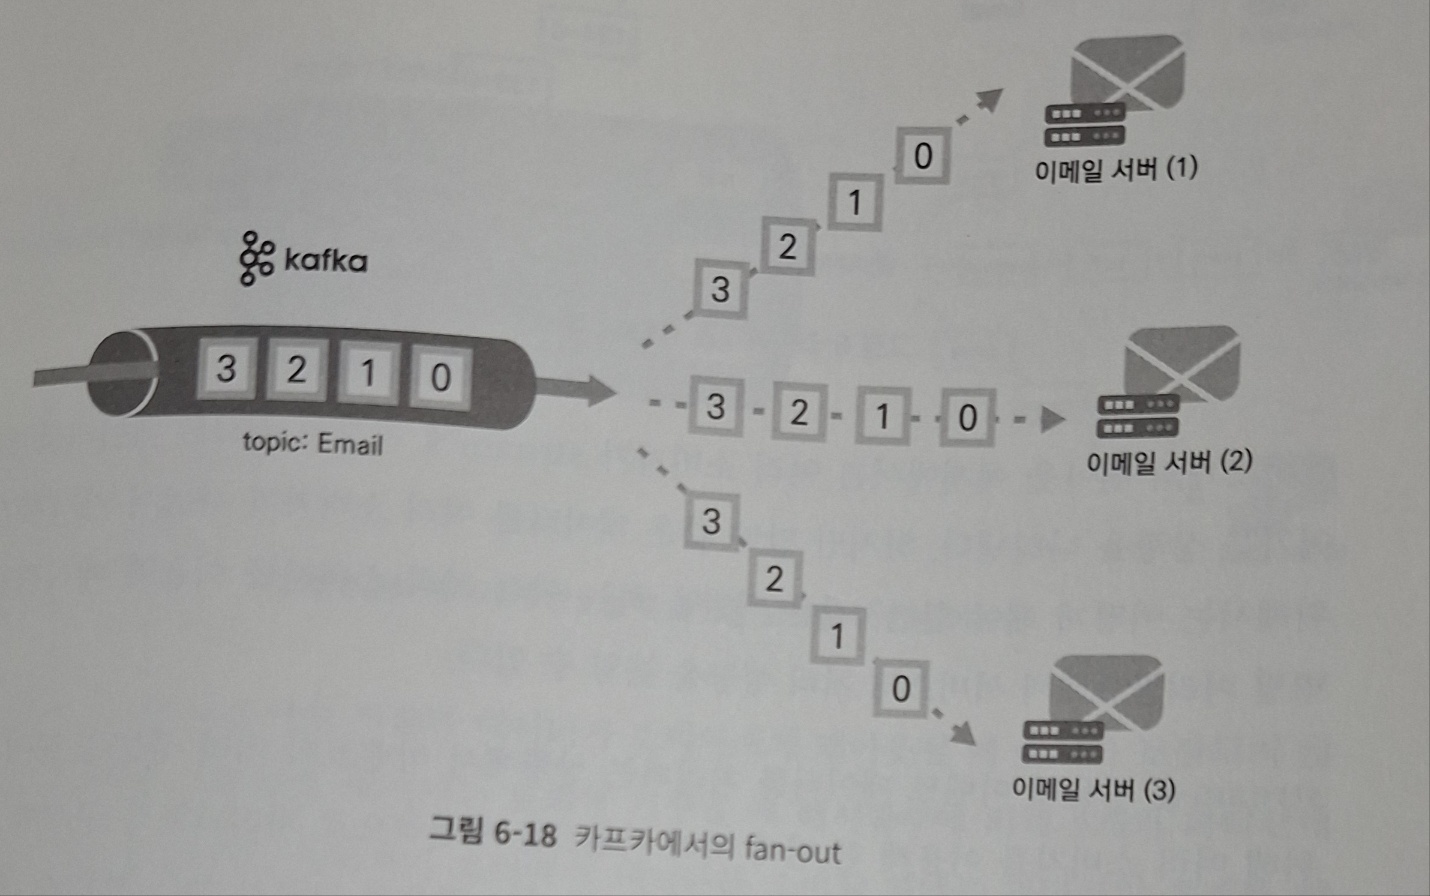 kafka
3 2 1 0
topic: Email
3 2 1 0
이메일 서버 (1)
3 2 1 0
이메일 서버 (2)
3 2 1 0
이메일 서버 (3)
그림 6-18 카프카에서의 fan-out